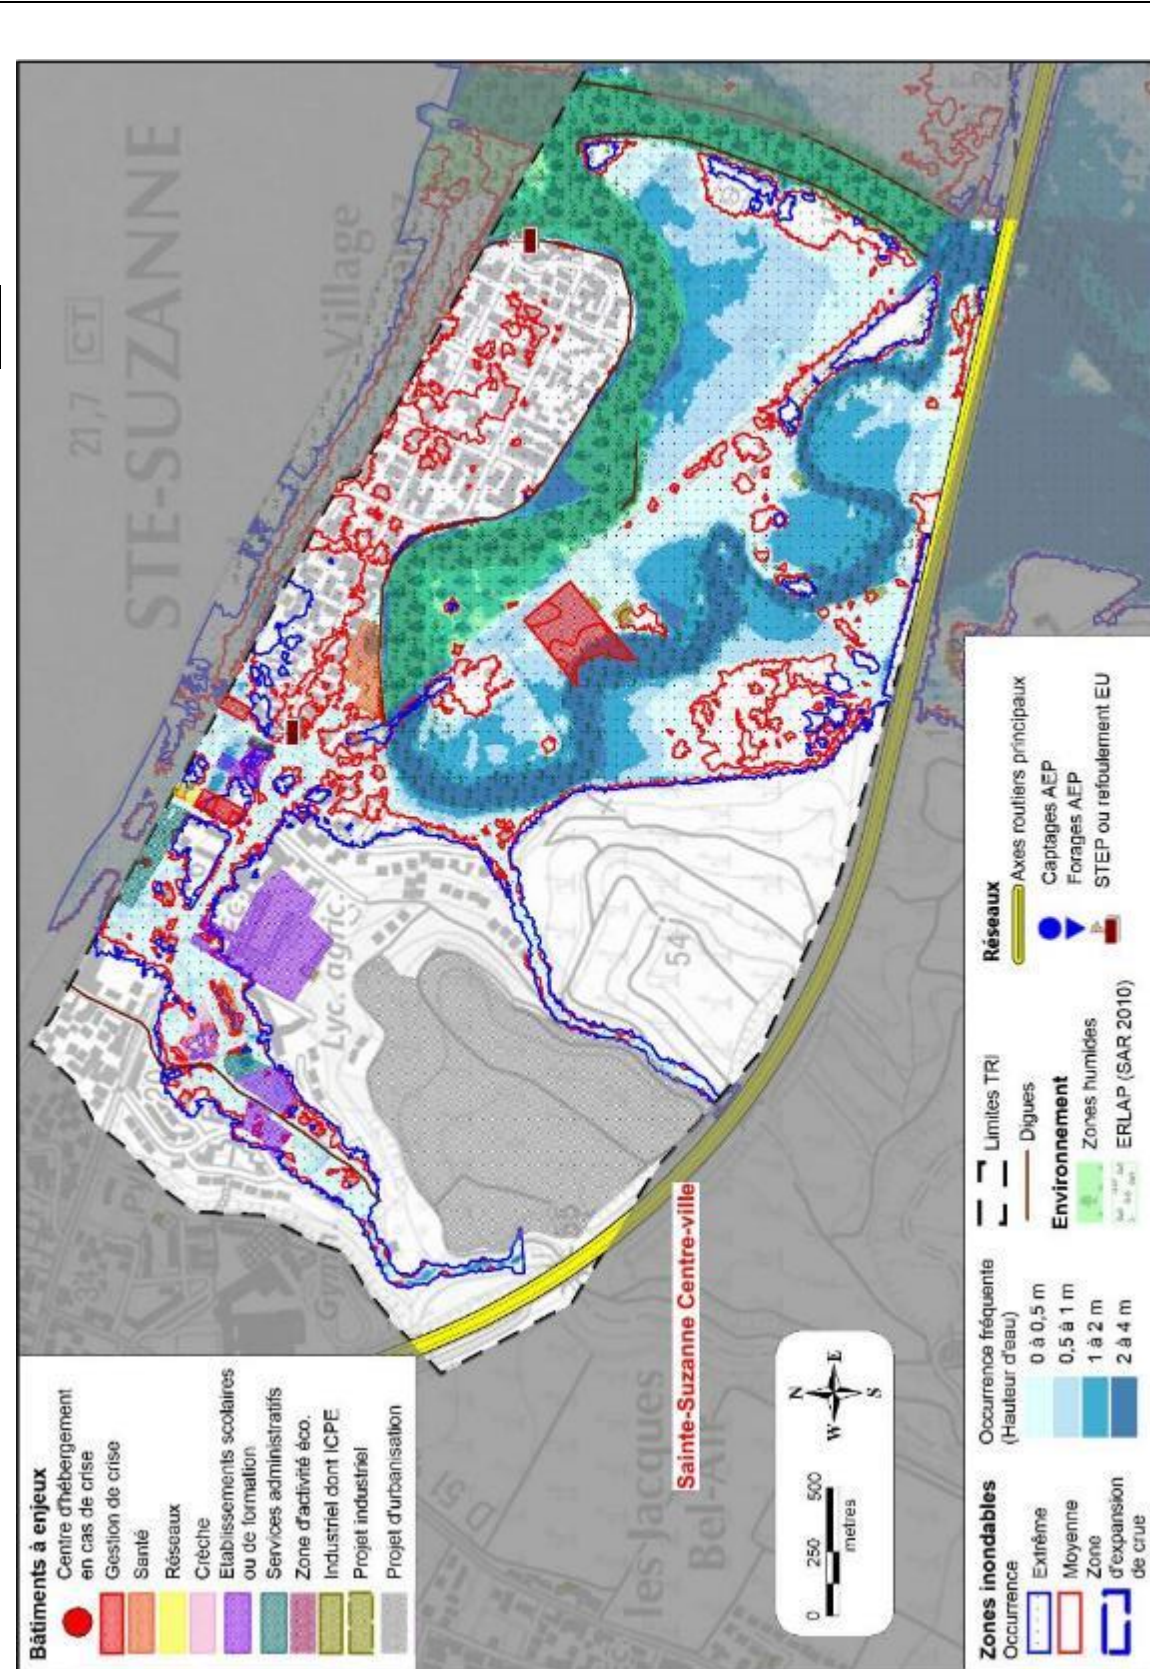 21,7 CT
STE-SUZANNE
Village
Lyc. agric.
54
20
D 51
les Jacques
Bel-Air
Sainte-Suzanne Centre-ville
Bâtiments à enjeux
Centre d'hébergement
en cas de crise
Gestion de crise
Santé
Réseaux
Crèche
Etablissements scolaires
ou de formation
Services administratifs
Zone d'activité éco.
Industriel dont ICPE
Projet industriel
Projet d'urbanisation
0 250 500
metres
N
W E
S
Zones inondables
Occurrence
Extrême
Moyenne
Zone
d'expansion
de crue
Occurrence fréquente
(Hauteur d'eau)
0 à 0,5 m
0,5 à 1 m
1 à 2 m
2 à 4 m
Limites TRI
Digues
Environnement
Zones humides
ERLAP (SAR 2010)
Réseaux
Axes routiers principaux
Captages AEP
Forages AEP
STEP ou refoulement EU